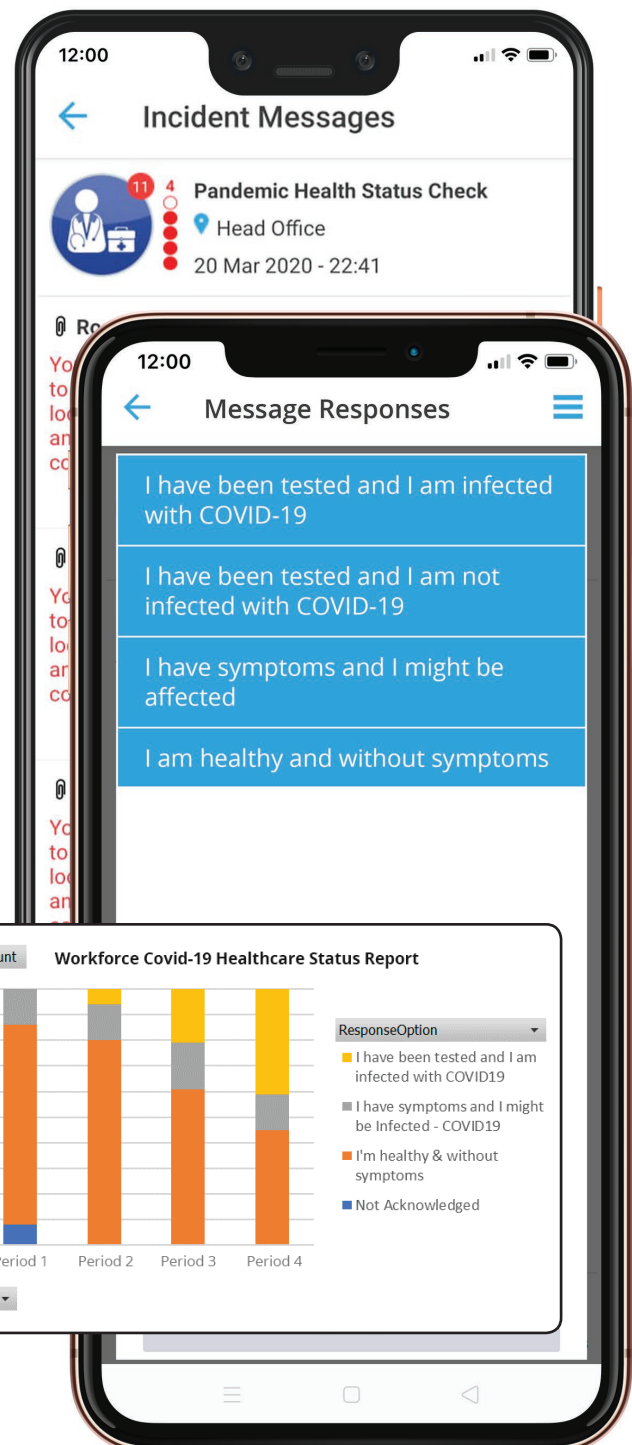 12:00
Incident Messages
11
4
Pandemic Health Status Check
Head Office
20 Mar 2020 - 22:41
12:00
Message Responses
I have been tested and I am infected
with COVID-19
I have been tested and I am not
infected with COVID-19
I have symptoms and I might be
affected
I am healthy and without symptoms
Workforce Covid-19 Healthcare Status Report
ResponseOption
I have been tested and I am
infected with COVID19
I have symptoms and I might
be Infected - COVID19
I'm healthy & without
symptoms
Not Acknowledged
Period 1
Period 2
Period 3
Period 4